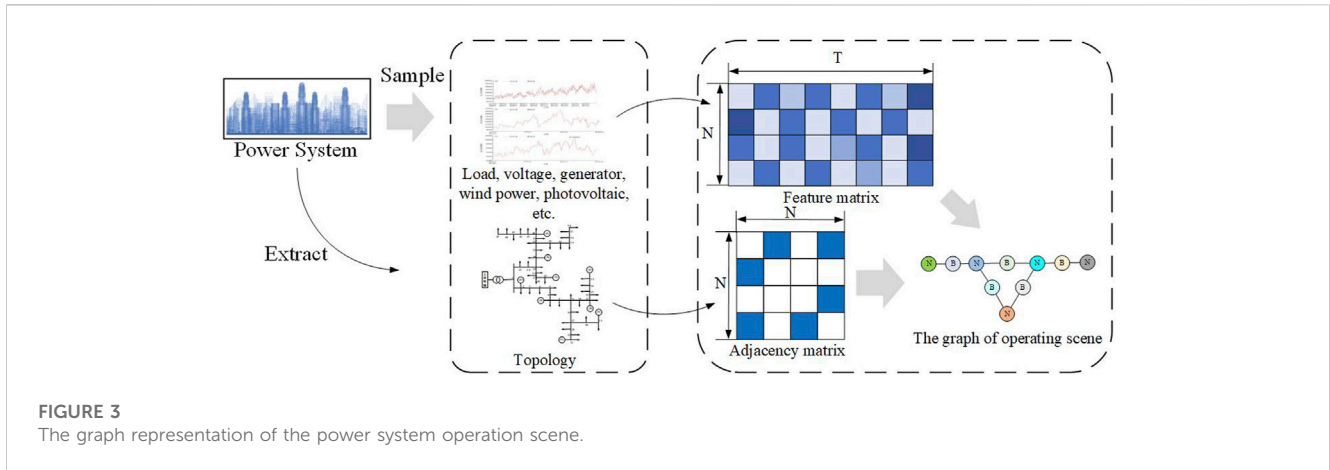 Sample
Power System
Extract
Load, voltage, generator,
wind power, photovoltaic,
etc.
Topology
T
N
Feature matrix
N
N
Adjacency matrix
N B N B N B N
B B
N
The graph of operating scene
FIGURE 3
The graph representation of the power system operation scene.